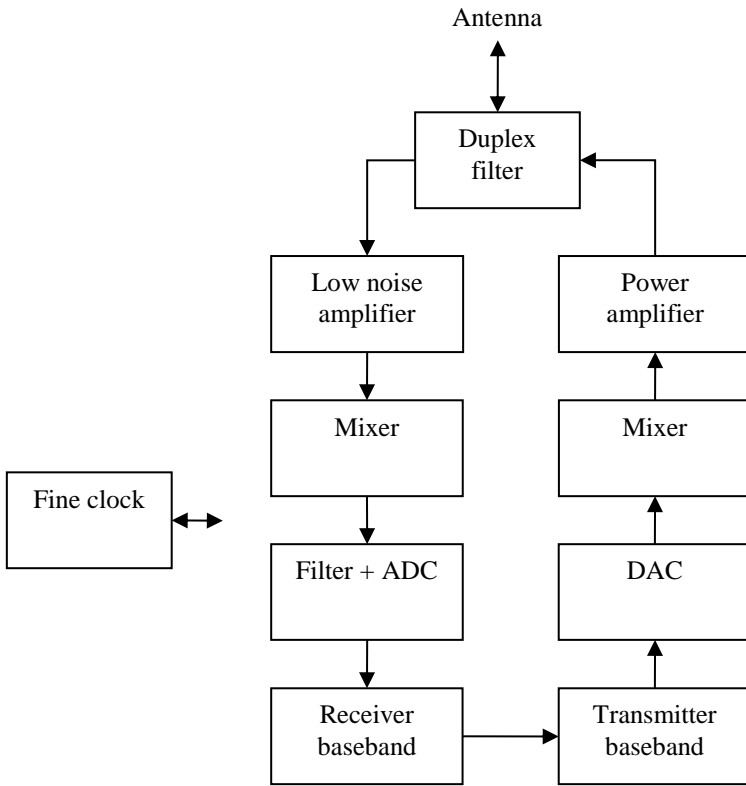 Antenna
Duplex
filter
Low noise
amplifier
Power
amplifier
Mixer
Mixer
Fine clock
Filter + ADC
DAC
Receiver
baseband
Transmitter
baseband